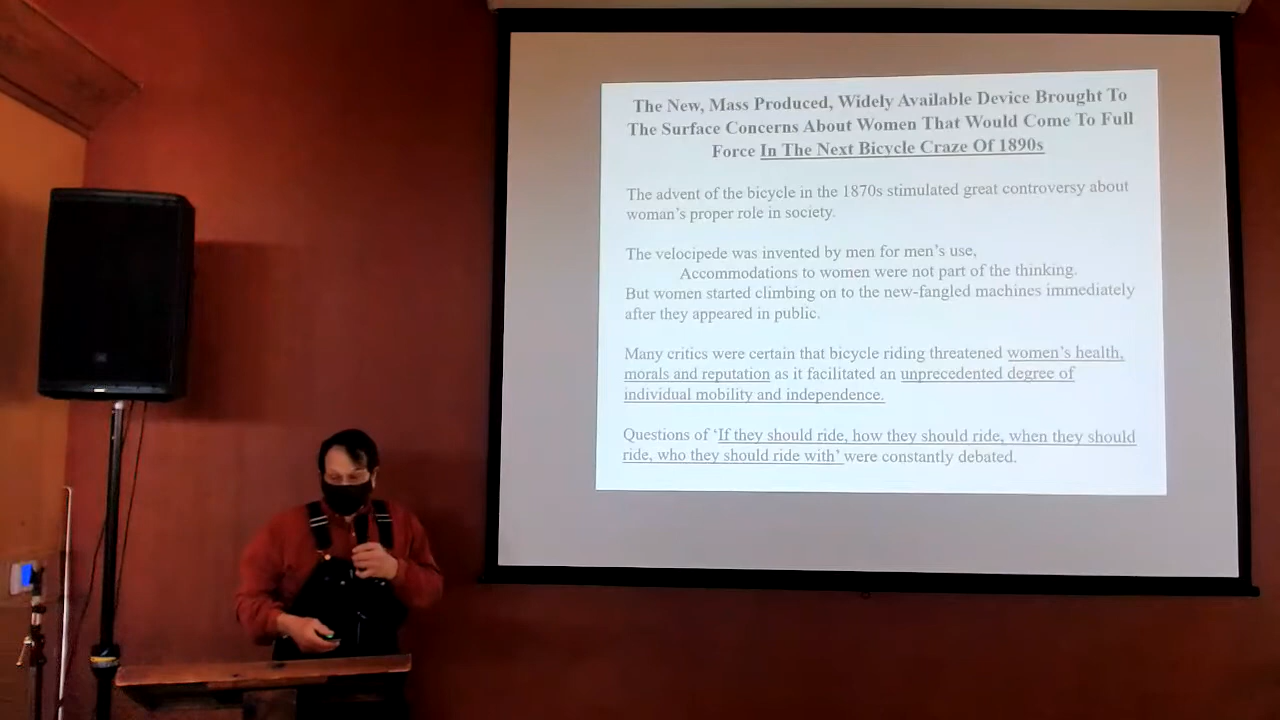 The New, Mass Produced, Widely Available Device Brought To
The Surface Concerns About Women That Would Come To Full
Force In The Next Bicycle Craze Of 1890s
The advent of the bicycle in the 1870s stimulated great controversy about
woman's proper role in society.
The velocipede was invented by men for men's use,
Accommodations to women were not part of the thinking.
But women started climbing on to the new-fangled machines immediately
after they appeared in public.
Many critics were certain that bicycle riding threatened women's health,
morals and reputation as it facilitated an unprecedented degree of
individual mobility and independence.
Questions of 'If they should ride, how they should ride, when they should
ride, who they should ride with' were constantly debated.